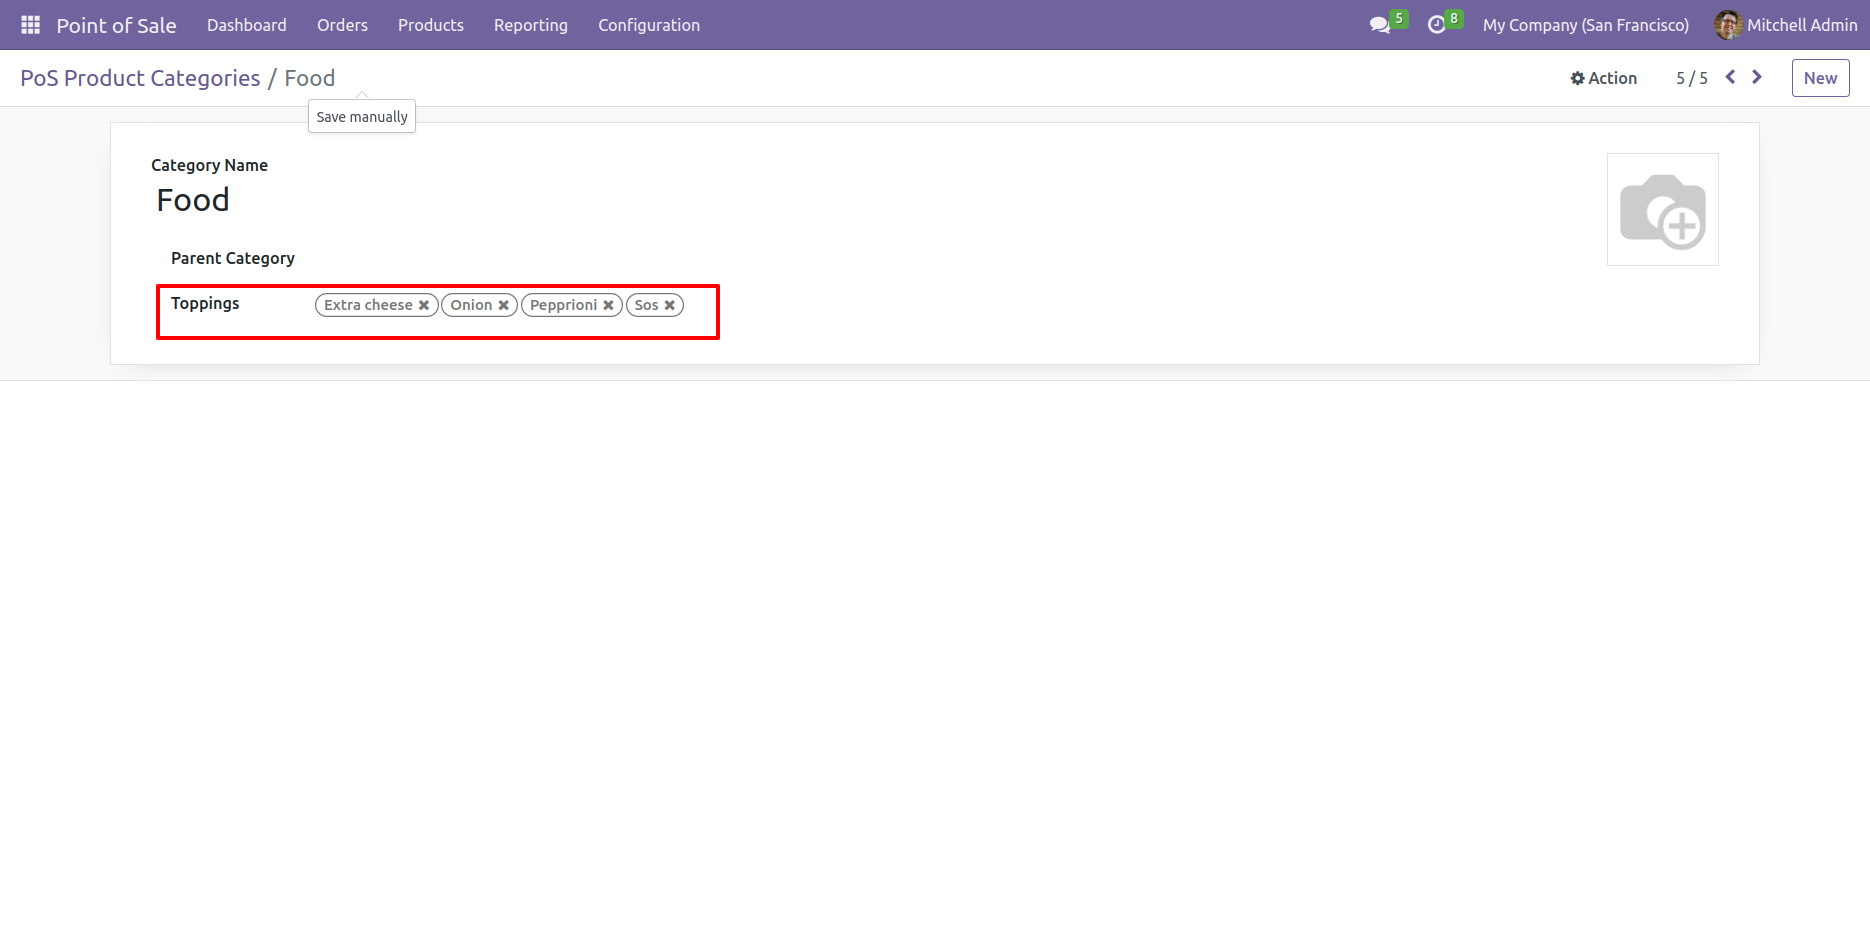 Point of Sale Dashboard Orders Products Reporting Configuration 5 8 My Company (San Francisco) Mitchell Admin
PoS Product Categories / Food Action 5 / 5 New
Save manually
Category Name
Food
Parent Category
Toppings Extra cheese ✖ Onion ✖ Pepprioni ✖ Sos ✖